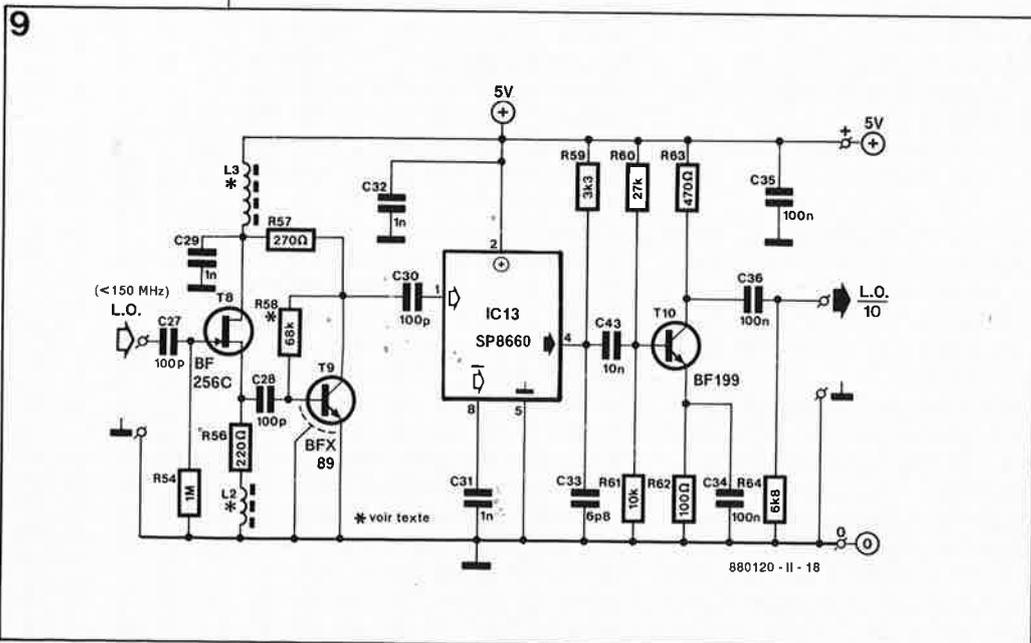 9
5V
5V
+
+
+
R59
3k3
R60
27k
R63
470Ω
C35
100n
L3
*
C32
1n
R57
270Ω
C29
1n
2
+
(<150 MHz)
L.O.
C27
100p
T8
BF
256C
R58
*
68k
C30
100p
1
IC13
SP8660
4
C43
10n
T10
BF199
C36
100n
L.O.
10
T9
C28
100p
BFX
89
8
5
R56
220Ω
R54
1M
L2
*
* voir texte
C31
1n
C33
6p8
R61
10k
R62
100Ω
C34
100n
R64
6k8
0
0
880120 - II - 18